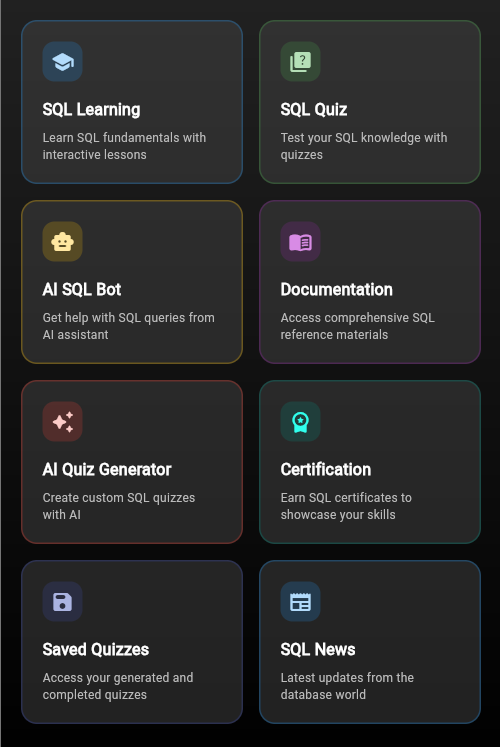 SQL Learning
Learn SQL fundamentals with
interactive lessons
SQL Quiz
Test your SQL knowledge with
quizzes
AI SQL Bot
Get help with SQL queries from
AI assistant
Documentation
Access comprehensive SQL
reference materials
AI Quiz Generator
Create custom SQL quizzes
with AI
Certification
Earn SQL certificates to
showcase your skills
Saved Quizzes
Access your generated and
completed quizzes
SQL News
Latest updates from the
database world